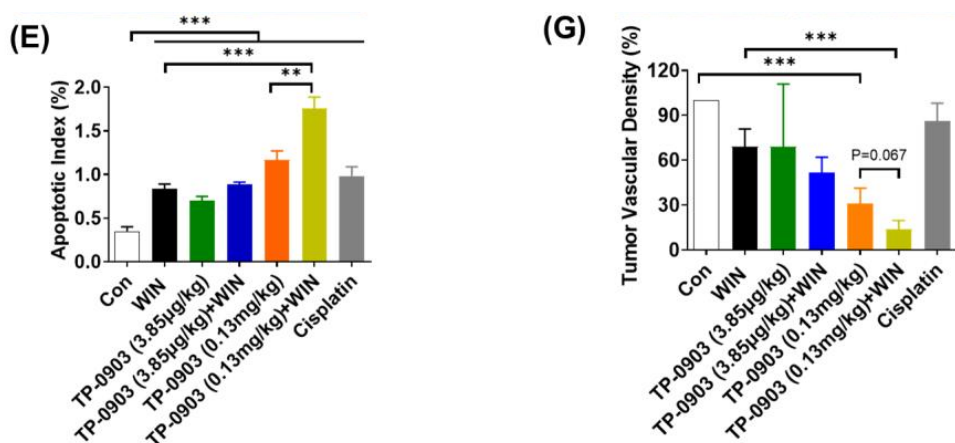 (E)
***
***
**
Apoptotic Index (%)
2.0
1.5
1.0
0.5
0.0
Con
WIN
TP-0903 (3.85µg/kg)
TP-0903 (3.85µg/kg)+WIN
TP-0903 (0.13mg/kg)
TP-0903 (0.13mg/kg)+WIN
Cisplatin
(G)
***
***
P=0.067
Tumor Vascular Density (%)
120
90
60
30
0
Con
WIN
TP-0903 (3.85µg/kg)
TP-0903 (3.85µg/kg)+WIN
TP-0903 (0.13mg/kg)
TP-0903 (0.13mg/kg)+WIN
Cisplatin